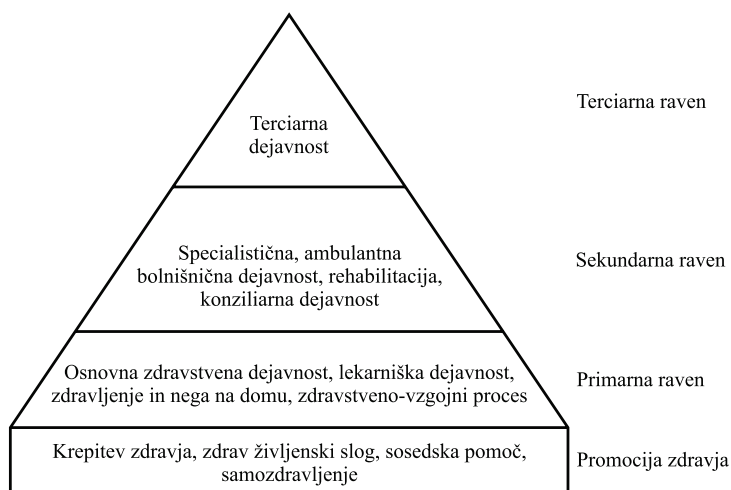 Terciarna
dejavnost
Terciarna raven
Specialistična, ambulantna
bolnišnična dejavnost, rehabilitacija,
konziliarna dejavnost
Sekundarna raven
Osnovna zdravstvena dejavnost, lekarniška dejavnost,
zdravljenje in nega na domu, zdravstveno-vzgojni proces
Primarna raven
Krepitev zdravja, zdrav življenski slog, sosedska pomoč,
samozdravljenje
Promocija zdravja